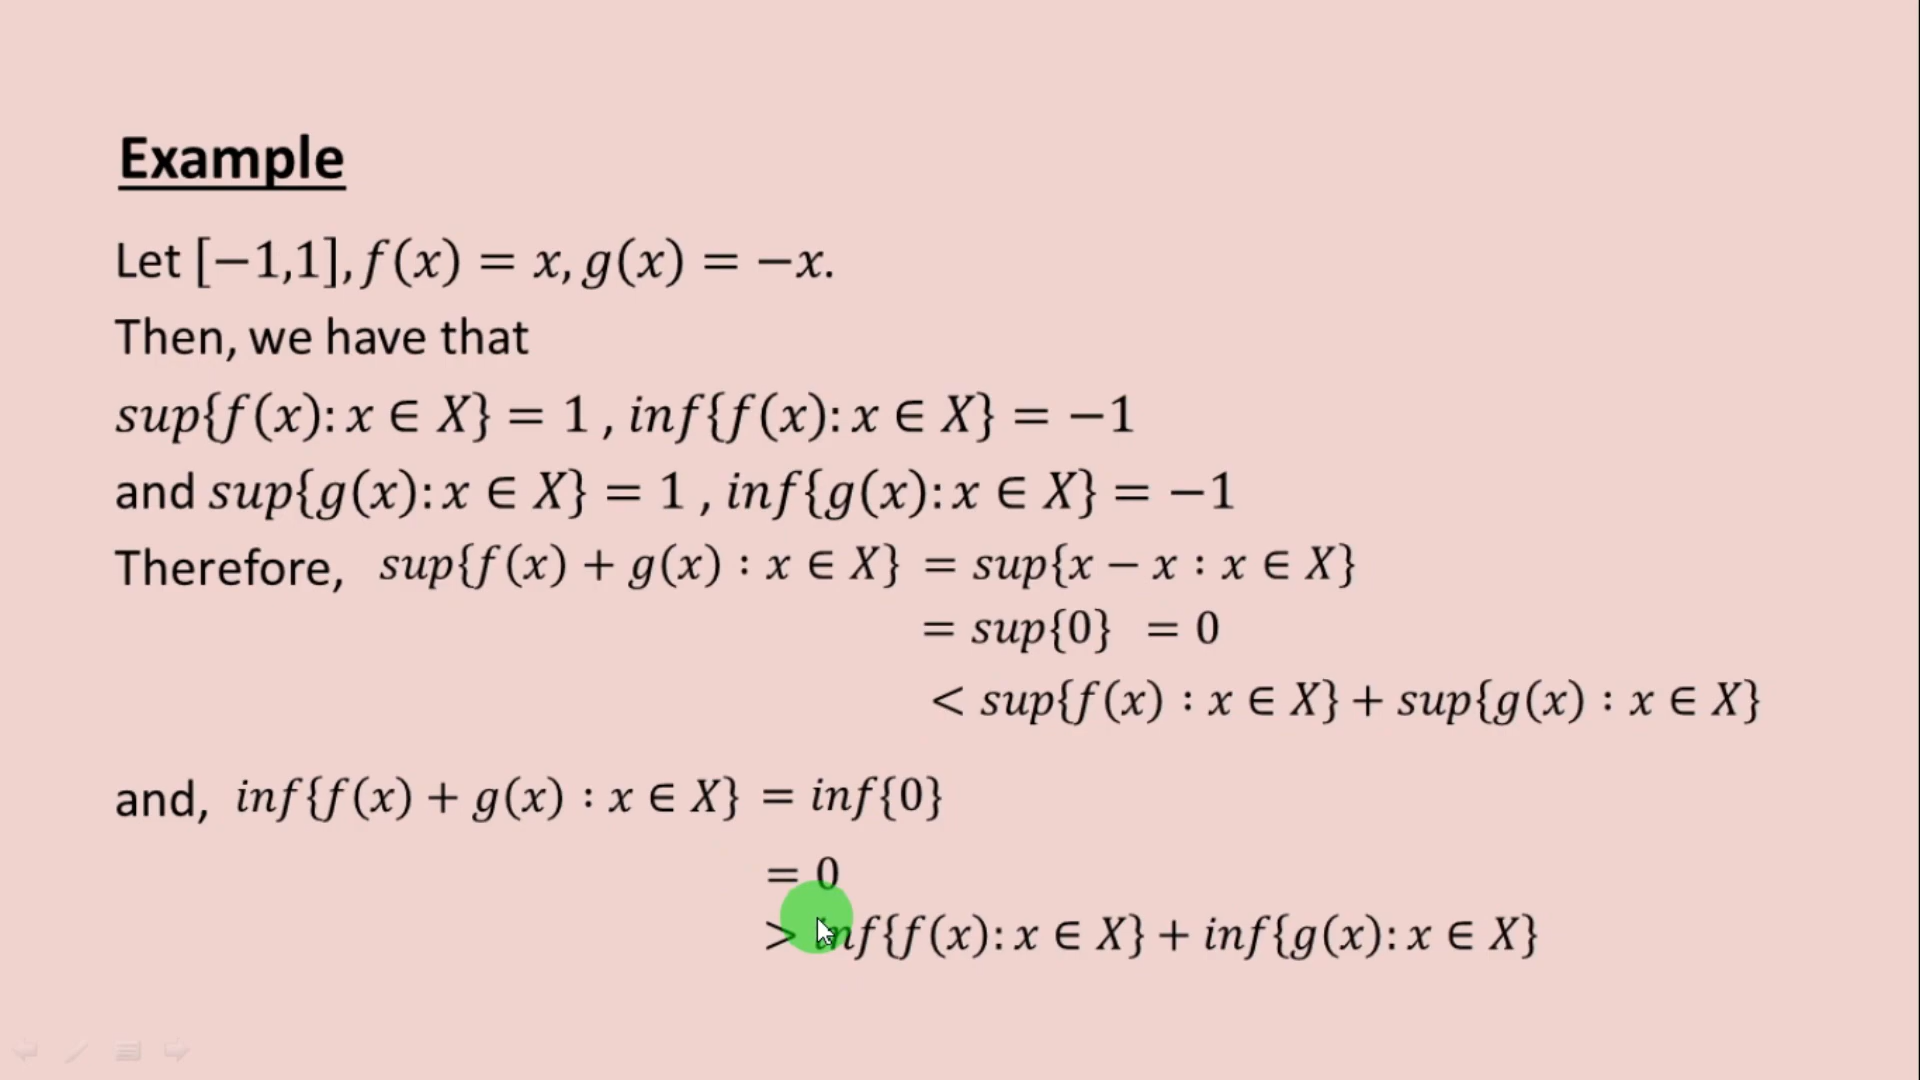 Example
Let [−1,1], f(x) = x, g(x) = −x.
Then, we have that
sup{f(x): x ∈ X} = 1 , inf{f(x): x ∈ X} = −1
and sup{g(x): x ∈ X} = 1 , inf{g(x): x ∈ X} = −1
Therefore, sup{f(x) + g(x) : x ∈ X} = sup{x − x : x ∈ X}
= sup{0} = 0
< sup{f(x) : x ∈ X} + sup{g(x) : x ∈ X}
and, inf{f(x) + g(x) : x ∈ X} = inf{0}
= 0
> inf{f(x): x ∈ X} + inf{g(x): x ∈ X}